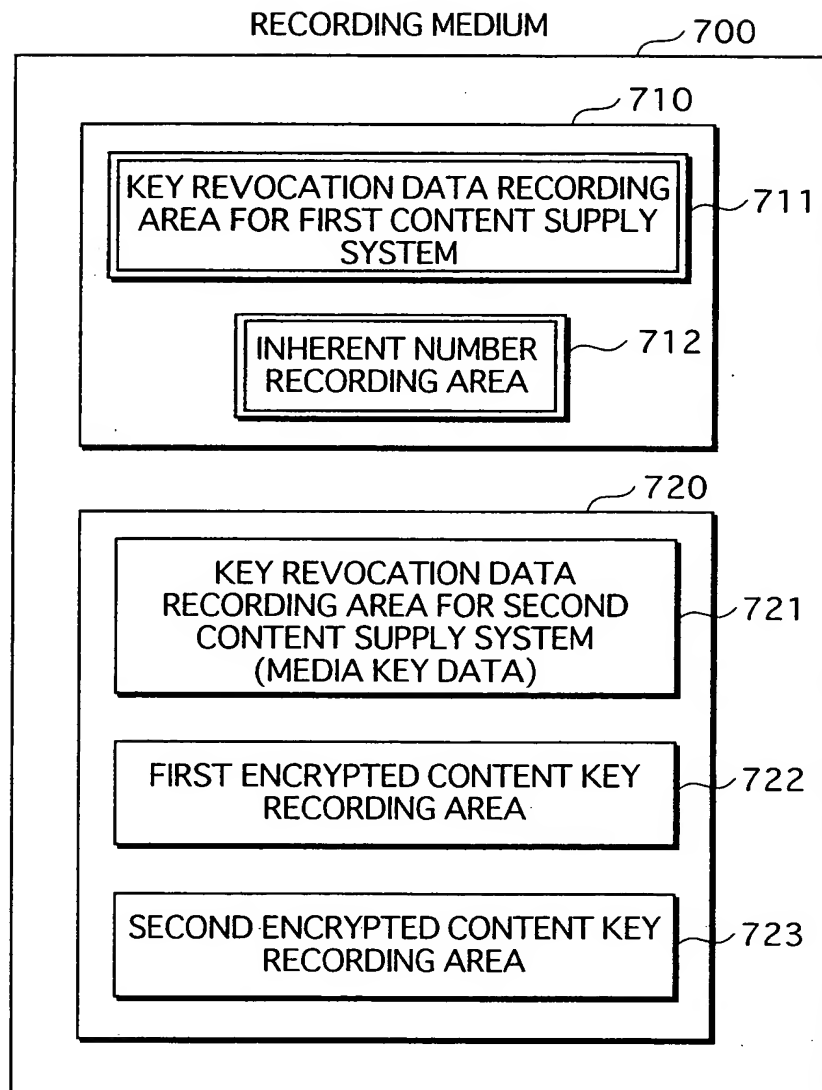 RECORDING MEDIUM
700
710
KEY REVOCATION DATA RECORDING
AREA FOR FIRST CONTENT SUPPLY
SYSTEM
711
INHERENT NUMBER
RECORDING AREA
712
720
KEY REVOCATION DATA
RECORDING AREA FOR SECOND
CONTENT SUPPLY SYSTEM
(MEDIA KEY DATA)
721
FIRST ENCRYPTED CONTENT KEY
RECORDING AREA
722
SECOND ENCRYPTED CONTENT KEY
RECORDING AREA
723